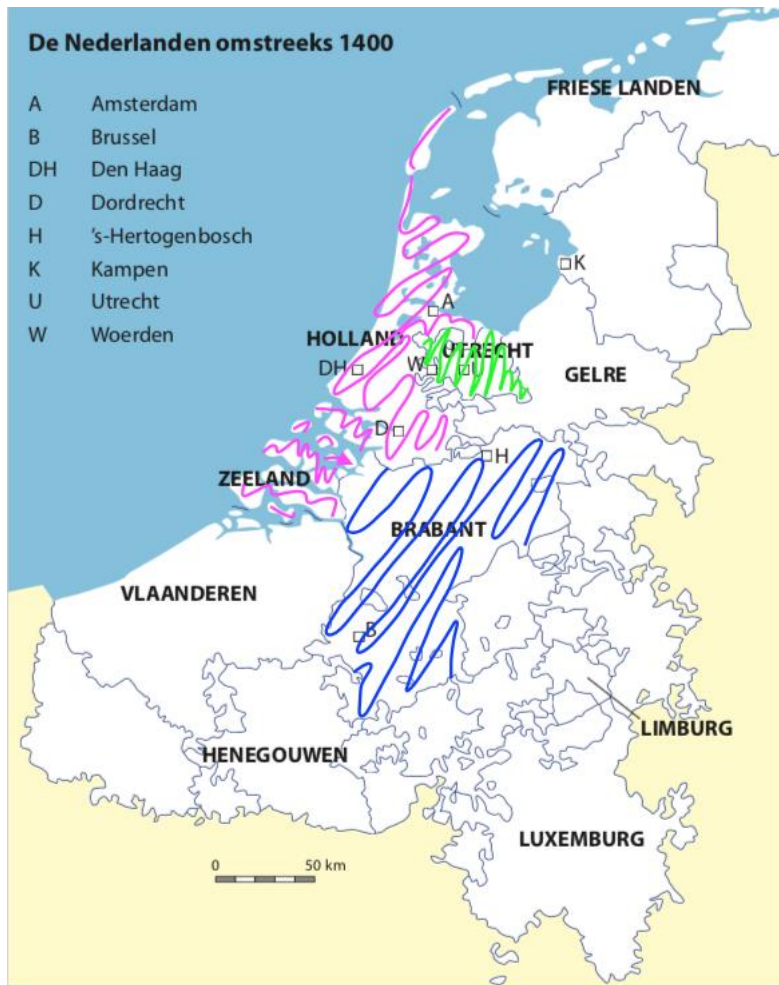 De Nederlanden omstreeks 1400
A Amsterdam
B Brussel
DH Den Haag
D Dordrecht
H 's-Hertogenbosch
K Kampen
U Utrecht
W Woerden
FRIESE LANDEN
K
A
HOLLAND
UTRECHT
DH
W
U
GELRE
D
H
ZEELAND
BRABANT
VLAANDEREN
B
LIMBURG
HENEGOUWEN
LUXEMBURG
0 50 km